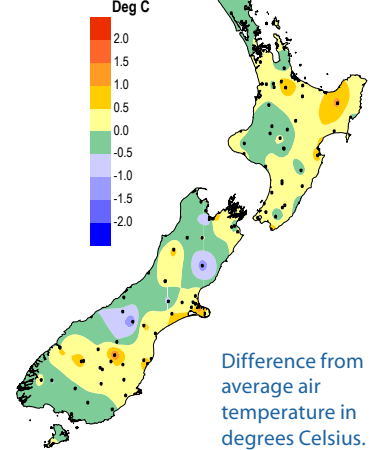 Deg C
2.0
1.5
1.0
0.5
0.0
-0.5
-1.0
-1.5
-2.0
Difference from
average air
temperature in
degrees Celsius.